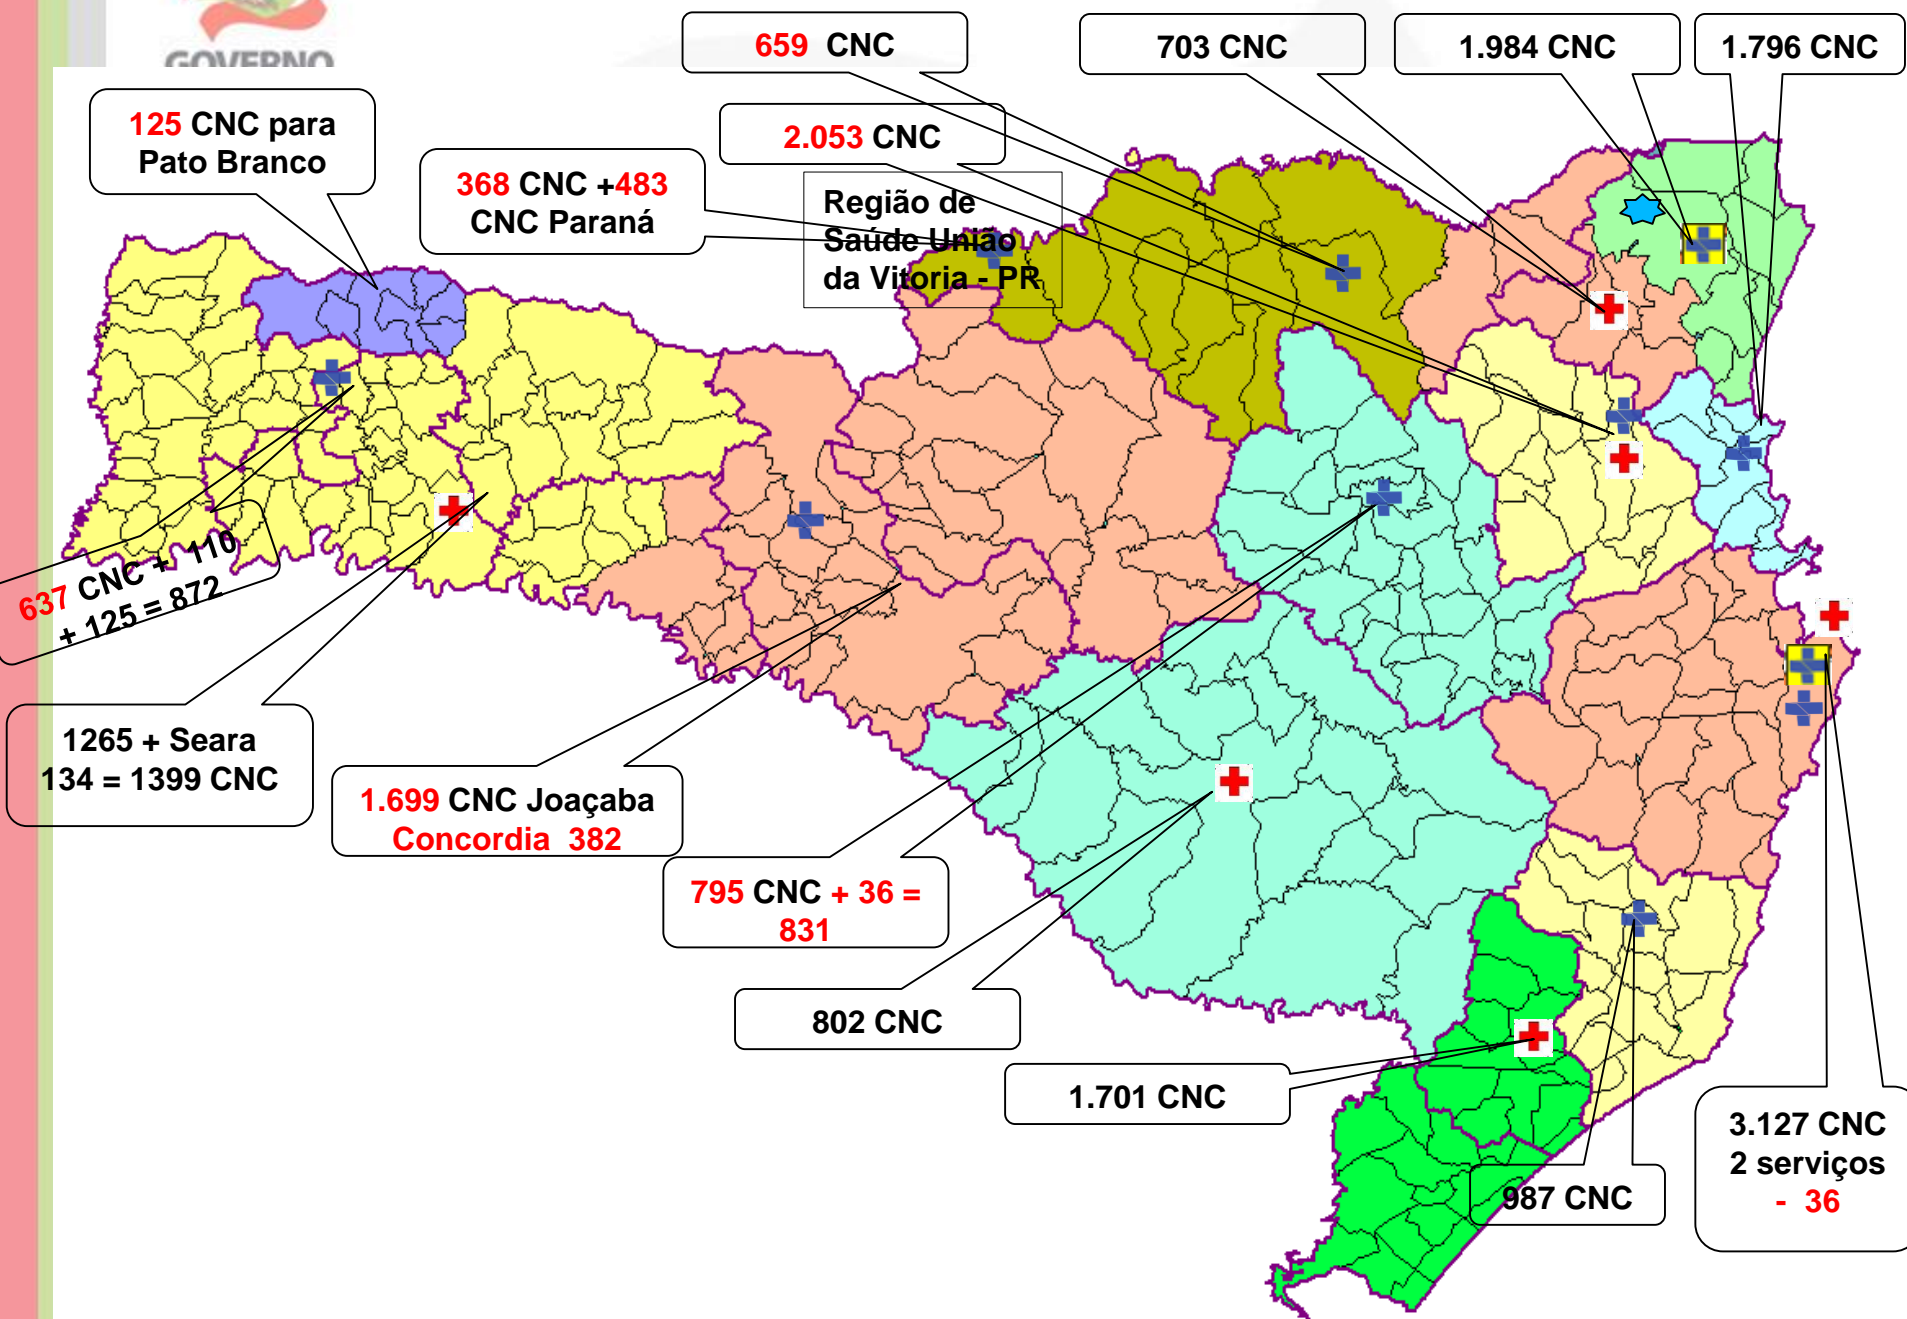 GOVERNO
659 CNC
703 CNC
1.984 CNC
1.796 CNC
125 CNC para
Pato Branco
2.053 CNC
368 CNC +483
CNC Paraná
Região de
Saúde União
da Vitoria - PR
637 CNC + 110
+ 125 = 872
1265 + Seara
134 = 1399 CNC
1.699 CNC Joaçaba
Concordia 382
795 CNC + 36 =
831
802 CNC
1.701 CNC
987 CNC
3.127 CNC
2 serviços
- 36